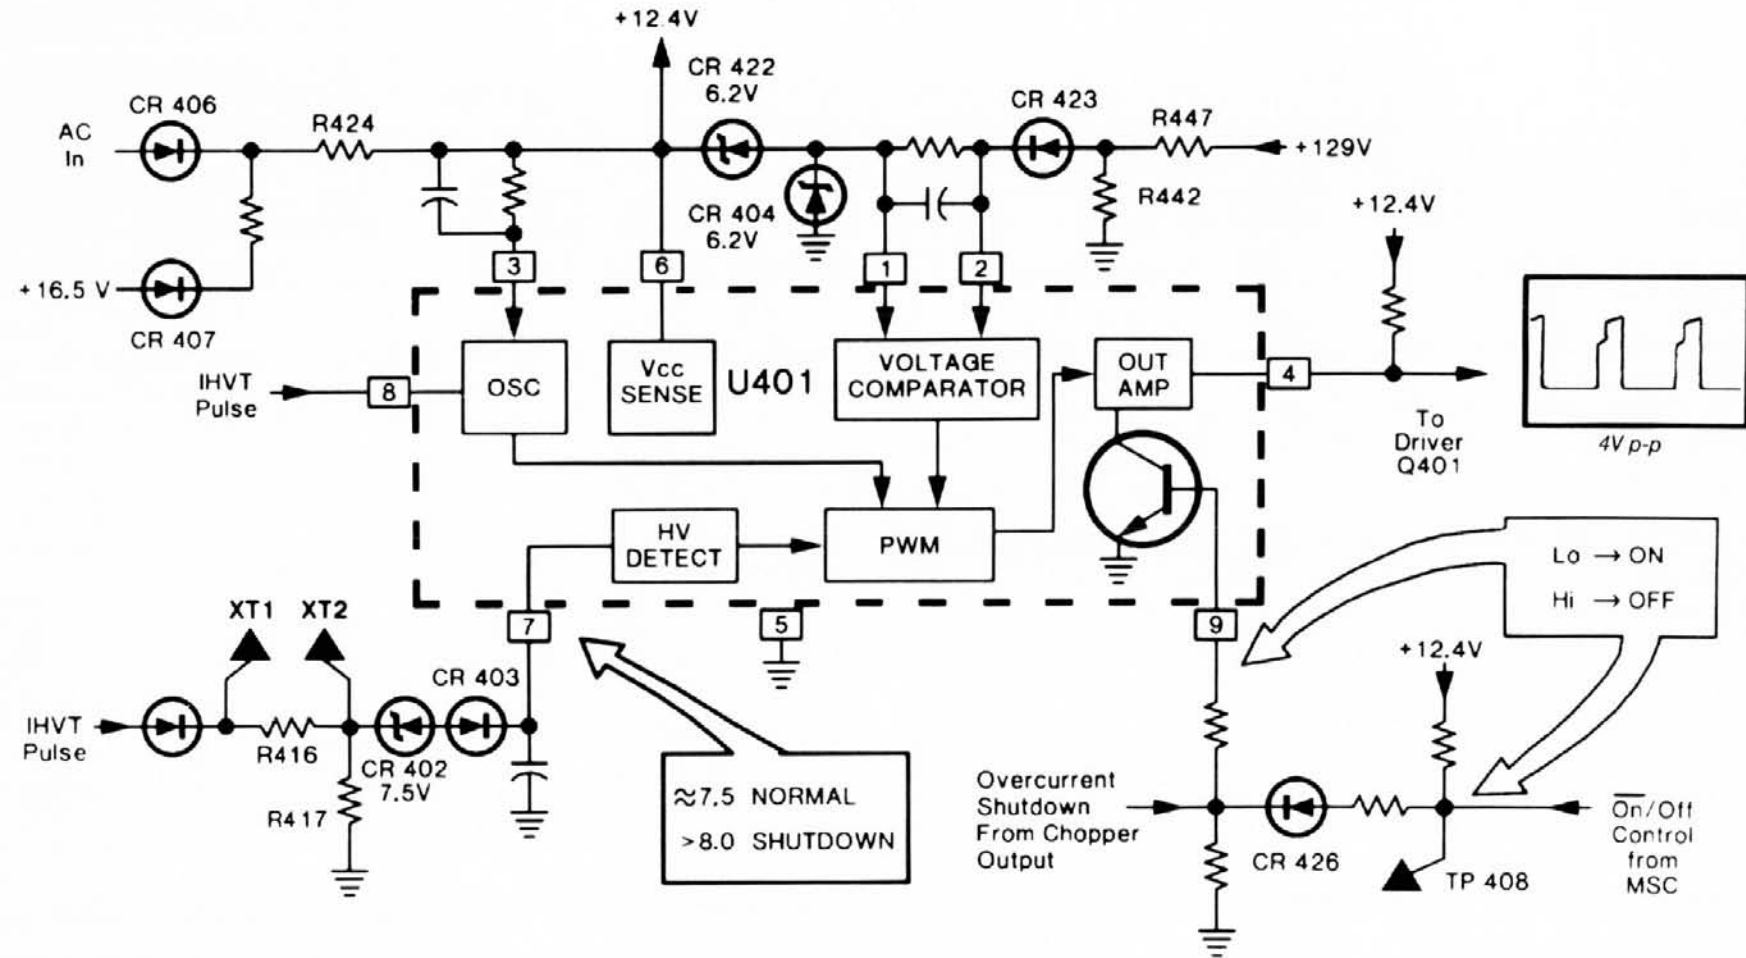 +12.4V
CR 422
6.2V
CR 406
CR 423
AC
In
R424
R447
+129V
R442
CR 404
6.2V
+12.4V
3
6
1
2
+16.5 V
CR 407
IHVT
Pulse
8
OSC
Vcc
SENSE
U401
VOLTAGE
COMPARATOR
OUT
AMP
4
To
Driver
Q401
4V p-p
HV
DETECT
PWM
Lo → ON
Hi → OFF
XT1
XT2
7
5
9
+12.4V
CR 403
IHVT
Pulse
R416
CR 402
7.5V
R417
≈7.5 NORMAL
>8.0 SHUTDOWN
Overcurrent
Shutdown
From Chopper
Output
CR 426
TP 408
O̅n̅/Off
Control
from
MSC